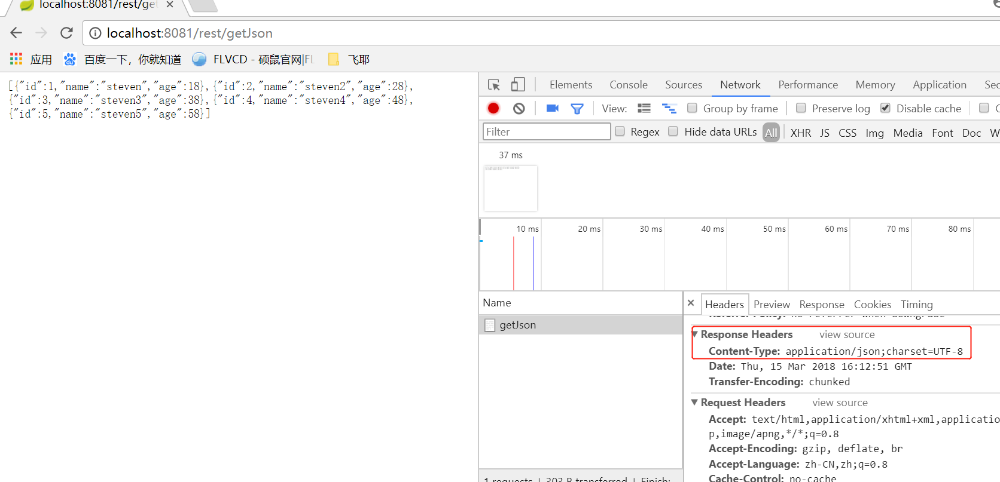 localhost:8081/rest/get
localhost:8081/rest/getJson
应用 百度一下，你就知道 FLVCD - 硕鼠官网|FL 飞耶
[{"id":1,"name":"steven","age":18},{"id":2,"name":"steven2","age":28},
{"id":3,"name":"steven3","age":38},{"id":4,"name":"steven4","age":48},
{"id":5,"name":"steven5","age":58}]
Elements Console Sources Network Performance Memory Application Sec
View: Group by frame Preserve log Disable cache
Filter Regex Hide data URLs All XHR JS CSS Img Media Font Doc W
37 ms
10 ms 20 ms 30 ms 40 ms 50 ms 60 ms 70 ms 80 ms
Name
getJson
Headers Preview Response Cookies Timing
Referrer Policy: no-referrer-when-downgrade
Response Headers view source
Content-Type: application/json;charset=UTF-8
Date: Thu, 15 Mar 2018 16:12:51 GMT
Transfer-Encoding: chunked
Request Headers view source
Accept: text/html,application/xhtml+xml,applicatio
p,image/apng,*/*;q=0.8
Accept-Encoding: gzip, deflate, br
Accept-Language: zh-CN,zh;q=0.8
Cache-Control: no-cache
1 requests | 303 B transferred | Finish: